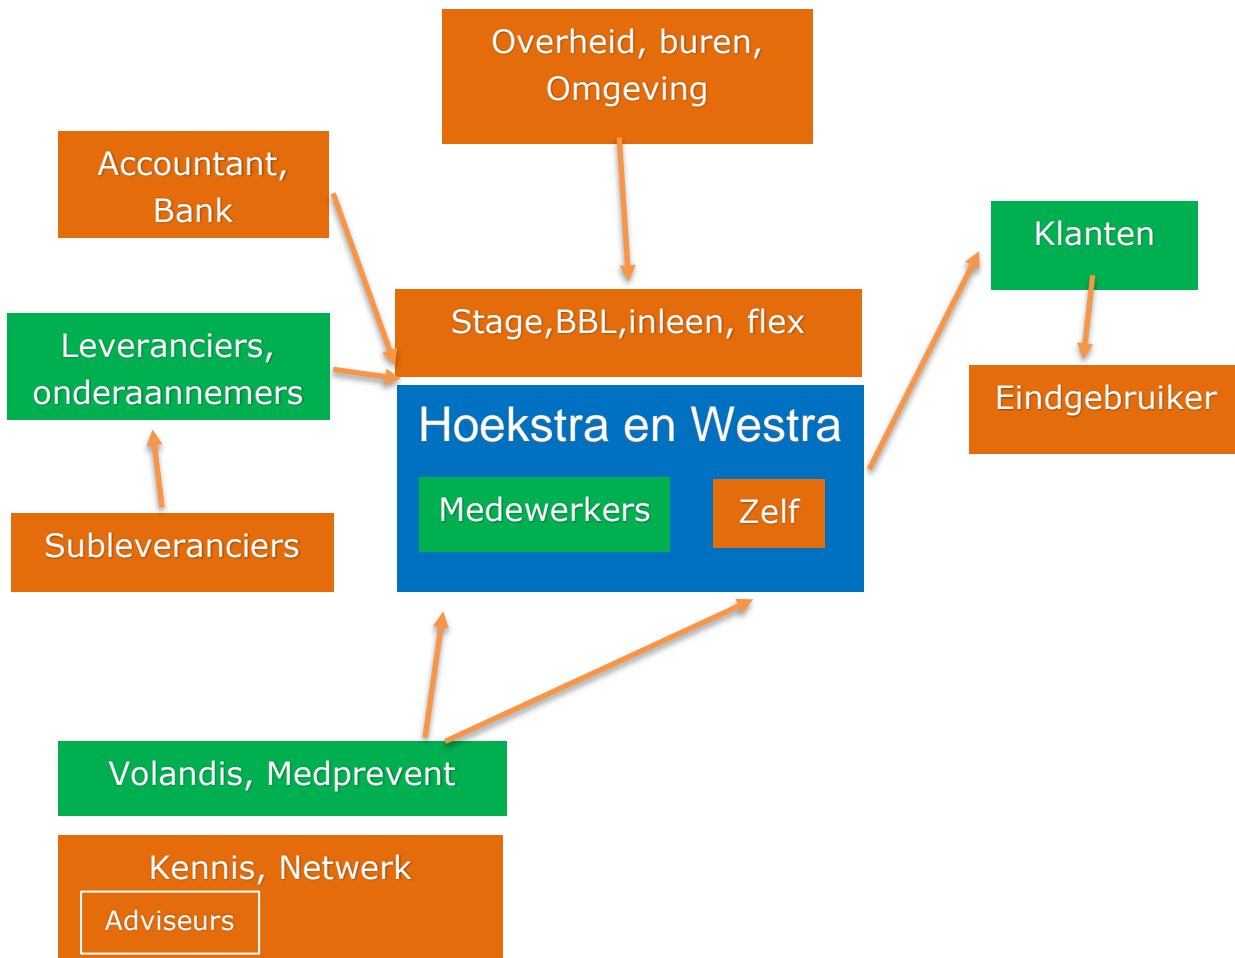 Overheid, buren,
Omgeving
Accountant,
Bank
Klanten
Stage,BBL,inleen, flex
Leveranciers,
onderaannemers
Eindgebruiker
Hoekstra en Westra
Medewerkers
Zelf
Subleveranciers
Volandis, Medprevent
Kennis, Netwerk
Adviseurs